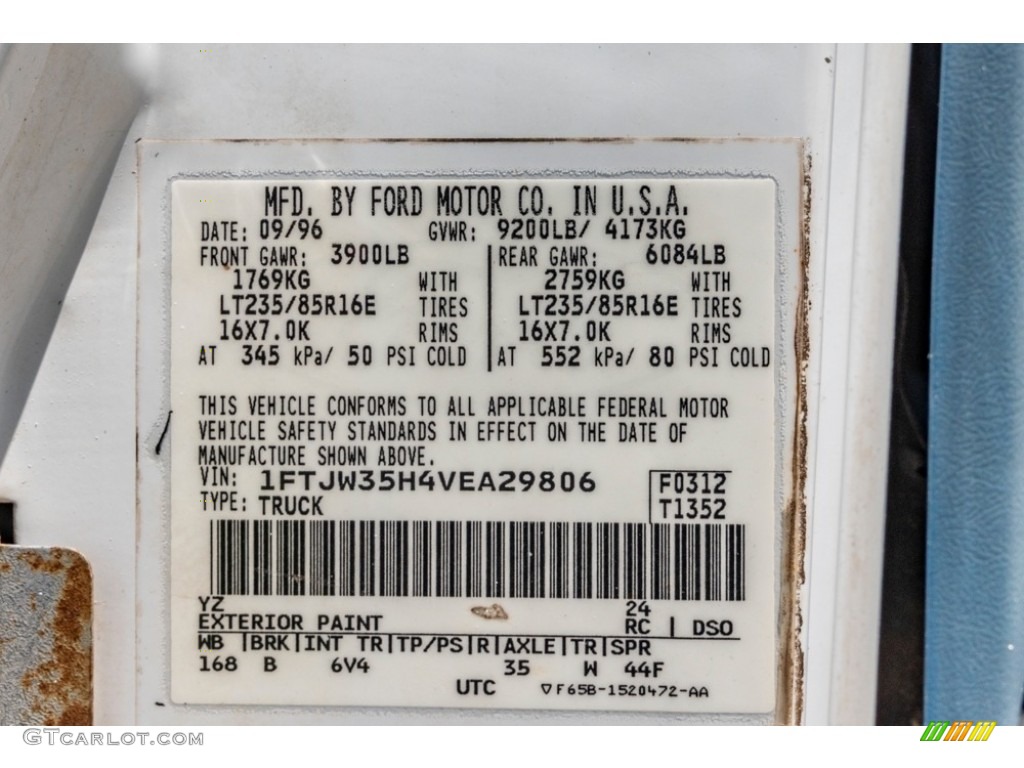 MFD. BY FORD MOTOR CO. IN U.S.A.
DATE: 09/96 GVWR: 9200LB/ 4173KG
FRONT GAWR: 3900LB REAR GAWR: 6084LB
1769KG WITH 2759KG WITH
LT235/85R16E TIRES LT235/85R16E TIRES
16X7.0K RIMS 16X7.0K RIMS
AT 345 kPa/ 50 PSI COLD AT 552 kPa/ 80 PSI COLD
THIS VEHICLE CONFORMS TO ALL APPLICABLE FEDERAL MOTOR
VEHICLE SAFETY STANDARDS IN EFFECT ON THE DATE OF
MANUFACTURE SHOWN ABOVE.
VIN: 1FTJW35H4VEA29806 F0312
TYPE: TRUCK T1352
YZ 24
EXTERIOR PAINT RC | DSO
WB |BRK|INT TR|TP/PS|R|AXLE|TR|SPR
168 B 6V4 35 W 44F
UTC ▽F65B-1520472-AA
GTcarlot.com